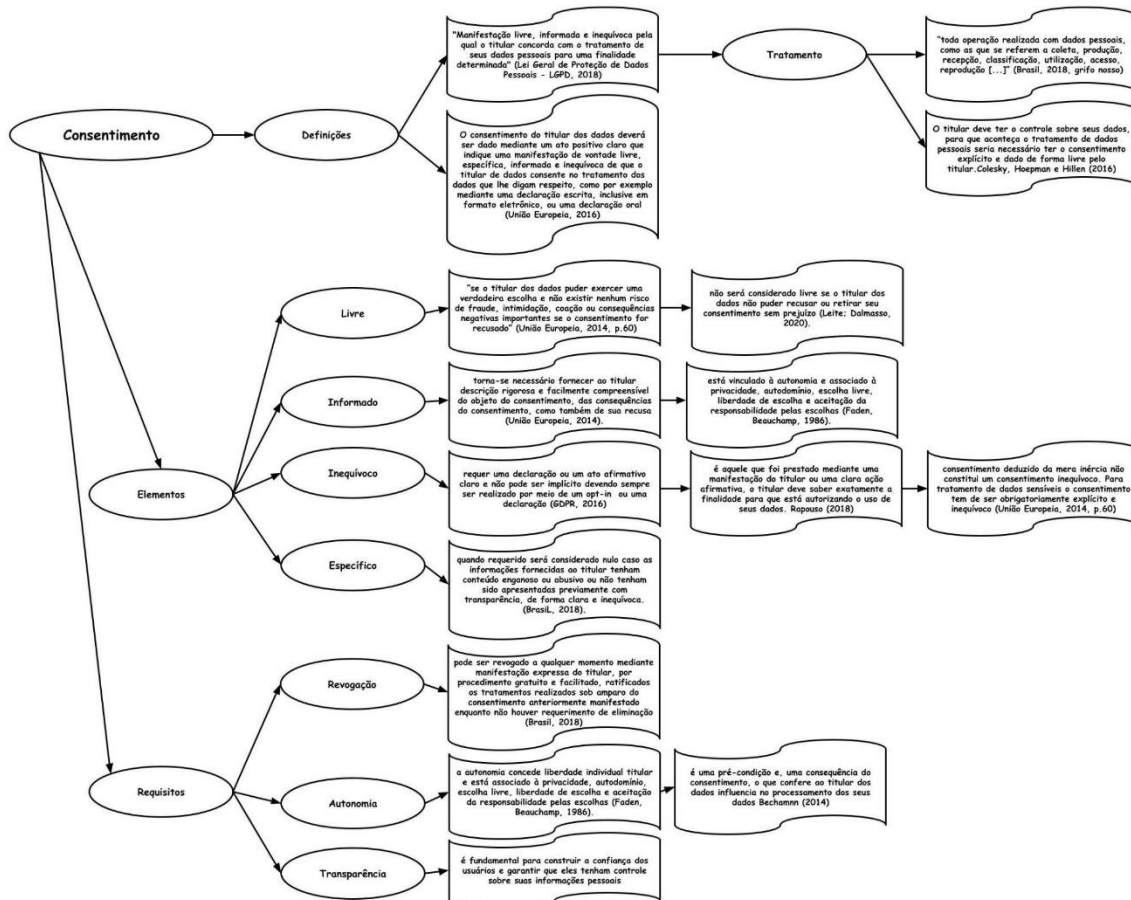 Consentimento
Definições
"Manifestação livre, informada e inequívoca pela
qual o titular concorda com o tratamento de
seus dados pessoais para uma finalidade
determinada" (Lei Geral de Proteção de Dados
Pessoais - LGPD, 2018)
Tratamento
"toda operação realizada com dados pessoais,
como as que se referem a coleta, produção,
recepção, classificação, utilização, acesso,
reprodução [...]" (Brasil, 2018, grifo nosso)
O titular deve ter o controle sobre seus dados,
para que aconteça o tratamento de dados
pessoais seria necessário ter o consentimento
explícito e dado de forma livre pelo
titular.Colesky, Hoepman e Hillen (2016)
O consentimento do titular dos dados deverá
ser dado mediante um ato positivo claro que
indique uma manifestação de vontade livre,
específica, informada e inequívoca de que o
titular de dados consente no tratamento dos
dados que lhe digam respeito, como por exemplo
mediante uma declaração escrita, inclusive em
formato eletrônico, ou uma declaração oral
(União Europeia, 2016)
Elementos
Livre
"se o titular dos dados puder exercer uma
verdadeira escolha e não existir nenhum risco
de fraude, intimidação, coação ou consequências
negativas importantes se o consentimento for
recusado" (União Europeia, 2014, p.60)
não será considerado livre se o titular dos
dados não puder recusar ou retirar seu
consentimento sem prejuízo (Leite; Dalmasso,
2020).
Informado
torna-se necessário fornecer ao titular
descrição rigorosa e facilmente compreensível
do objeto do consentimento, das consequências
do consentimento, como também de sua recusa
(União Europeia, 2014).
está vinculado à autonomia e associado à
privacidade, autodomínio, escolha livre,
liberdade de escolha e aceitação da
responsabilidade pelas escolhas (Faden,
Beauchamp, 1986).
Inequívoco
requer uma declaração ou um ato afirmativo
claro e não pode ser implícito devendo sempre
ser realizado por meio de um opt-in ou uma
declaração (GDPR, 2016)
é aquele que foi prestado mediante uma
manifestação do titular ou uma clara ação
afirmativa, o titular deve saber exatamente a
finalidade para que está autorizando o uso de
seus dados. Rapouso (2018)
consentimento deduzido da mera inércia não
constitui um consentimento inequívoco. Para
tratamento de dados sensíveis o consentimento
tem de ser obrigatoriamente explícito e
inequívoco (União Europeia, 2014, p.60)
Específico
quando requerido será considerado nulo caso as
informações fornecidas ao titular tenham
conteúdo enganoso ou abusivo ou não tenham
sido apresentadas previamente com
transparência, de forma clara e inequívoca.
(BrasiL, 2018).
Requisitos
Revogação
pode ser revogado a qualquer momento mediante
manifestação expressa do titular, por
procedimento gratuito e facilitado, ratificados
os tratamentos realizados sob amparo do
consentimento anteriormente manifestado
enquanto não houver requerimento de eliminação
(Brasil, 2018)
Autonomia
a autonomia concede liberdade individual titular
e está associado à privacidade, autodomínio,
escolha livre, liberdade de escolha e aceitação
da responsabilidade pelas escolhas (Faden,
Beauchamp, 1986).
é uma pré-condição e, uma consequência do
consentimento, o que confere ao titular dos
dados influencia no processamento dos seus
dados Bechamnn (2014)
Transparência
é fundamental para construir a confiança dos
usuários e garantir que eles tenham controle
sobre suas informações pessoais